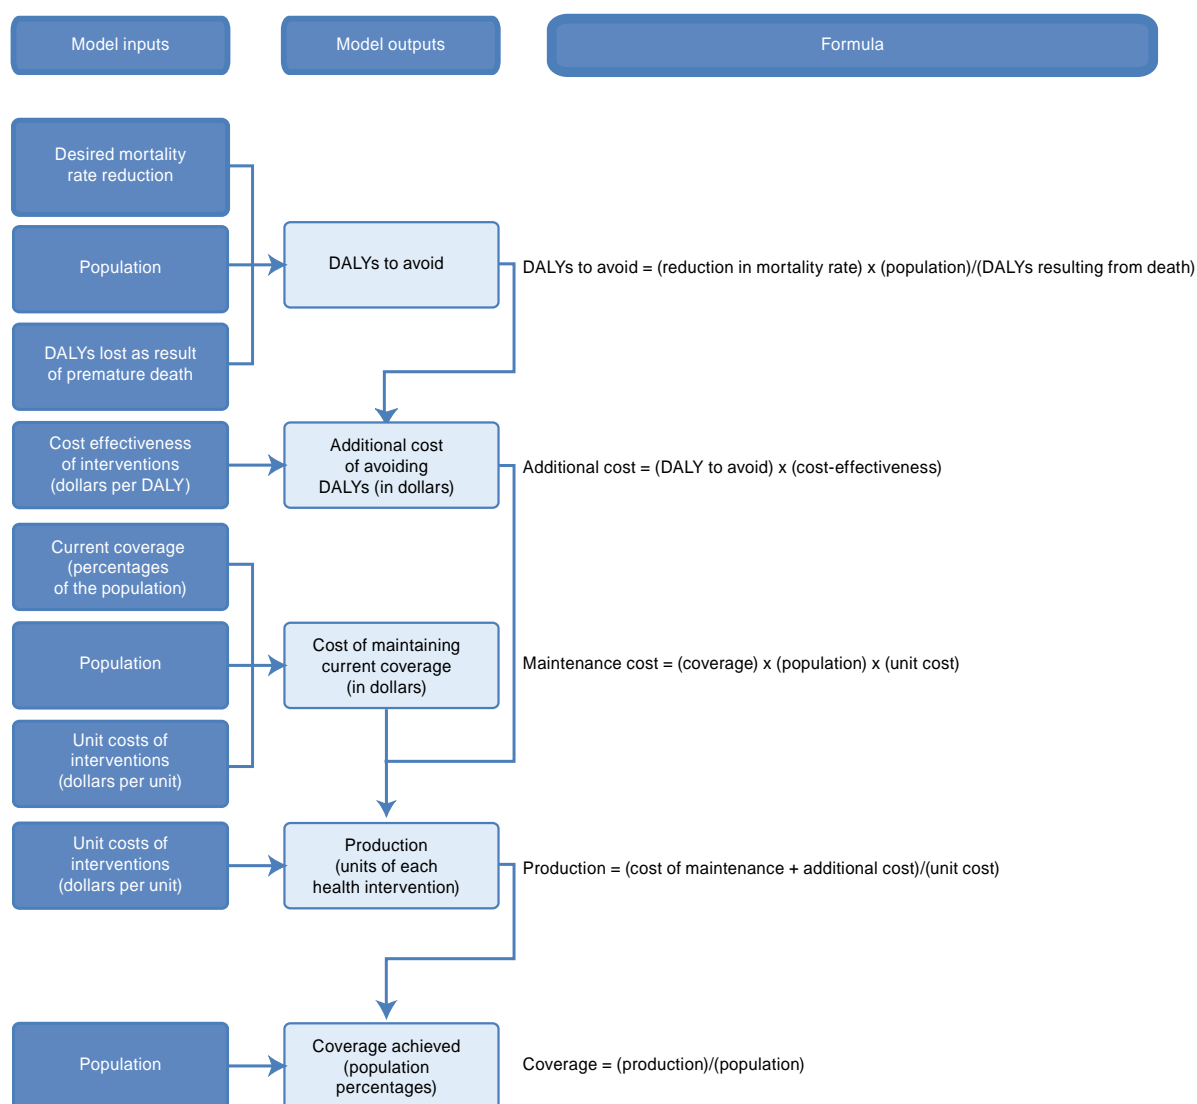 Model inputs
Model outputs
Formula
Desired mortality
rate reduction
Population
DALYs to avoid
DALYs to avoid = (reduction in mortality rate) x (population)/(DALYs resulting from death)
DALYs lost as result
of premature death
Cost effectiveness
of interventions
(dollars per DALY)
Additional cost
of avoiding
DALYs (in dollars)
Additional cost = (DALY to avoid) x (cost-effectiveness)
Current coverage
(percentages
of the population)
Population
Cost of maintaining
current coverage
(in dollars)
Maintenance cost = (coverage) x (population) x (unit cost)
Unit costs of
interventions
(dollars per unit)
Unit costs of
interventions
(dollars per unit)
Production
(units of each
health intervention)
Production = (cost of maintenance + additional cost)/(unit cost)
Population
Coverage achieved
(population
percentages)
Coverage = (production)/(population)